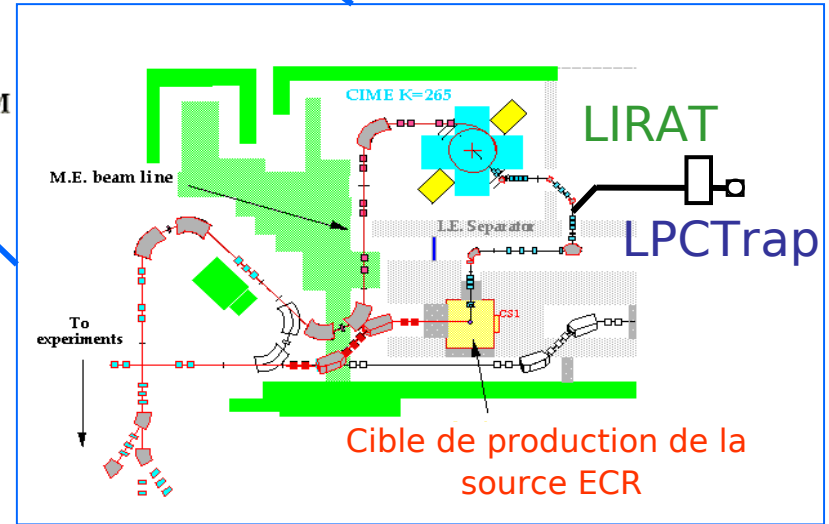 M
CIME K=265
LIRAT
M.E. beam line
I.E. Separator
LPCTrap
CS1
To
experiments
Cible de production de la
source ECR